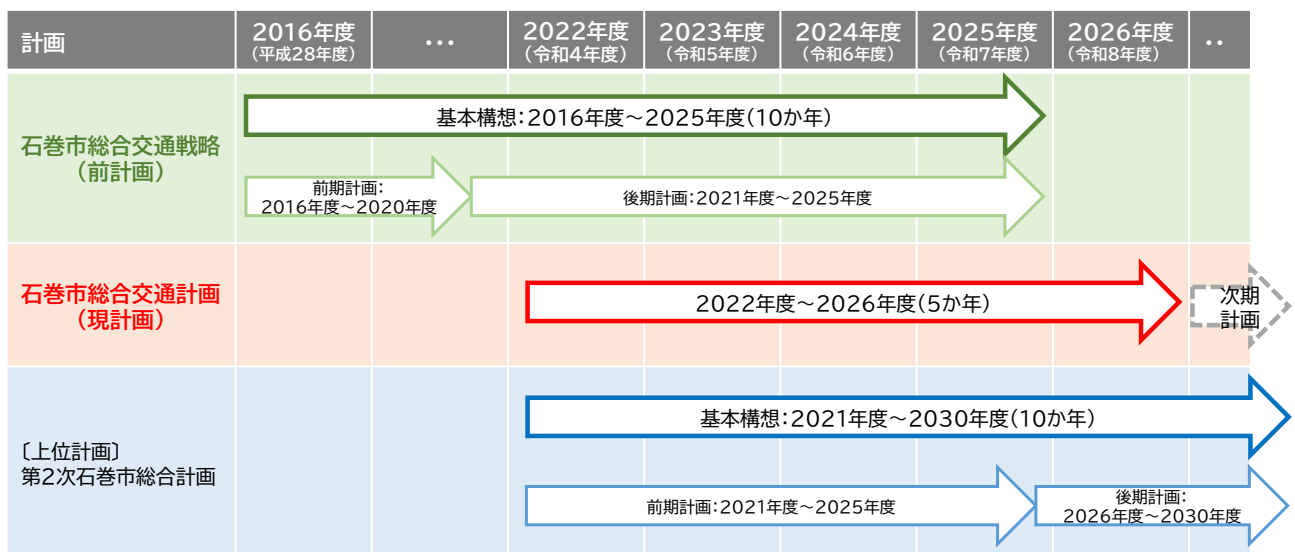 計画
2016年度
(平成28年度)
…
2022年度
(令和4年度)
2023年度
(令和5年度)
2024年度
(令和6年度)
2025年度
(令和7年度)
2026年度
(令和8年度)
‥
石巻市総合交通戦略
(前計画)
基本構想:2016年度~2025年度(10か年)
前期計画:
2016年度~2020年度
後期計画:2021年度~2025年度
石巻市総合交通計画
(現計画)
2022年度~2026年度(5か年)
次期
計画
〔上位計画〕
第2次石巻市総合計画
基本構想:2021年度~2030年度(10か年)
前期計画:2021年度~2025年度
後期計画:
2026年度~2030年度